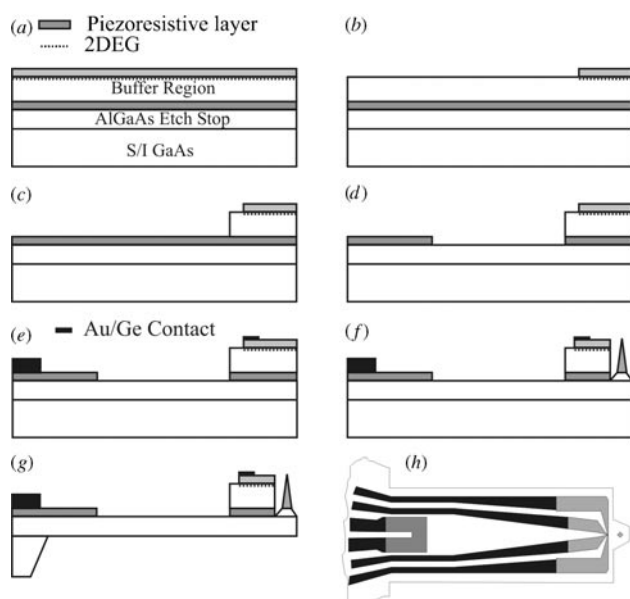 (a)
Piezoresistive layer
2DEG
Buffer Region
AlGaAs Etch Stop
S/I GaAs
(b)
(c)
(d)
(e)
Au/Ge Contact
(f)
(g)
(h)